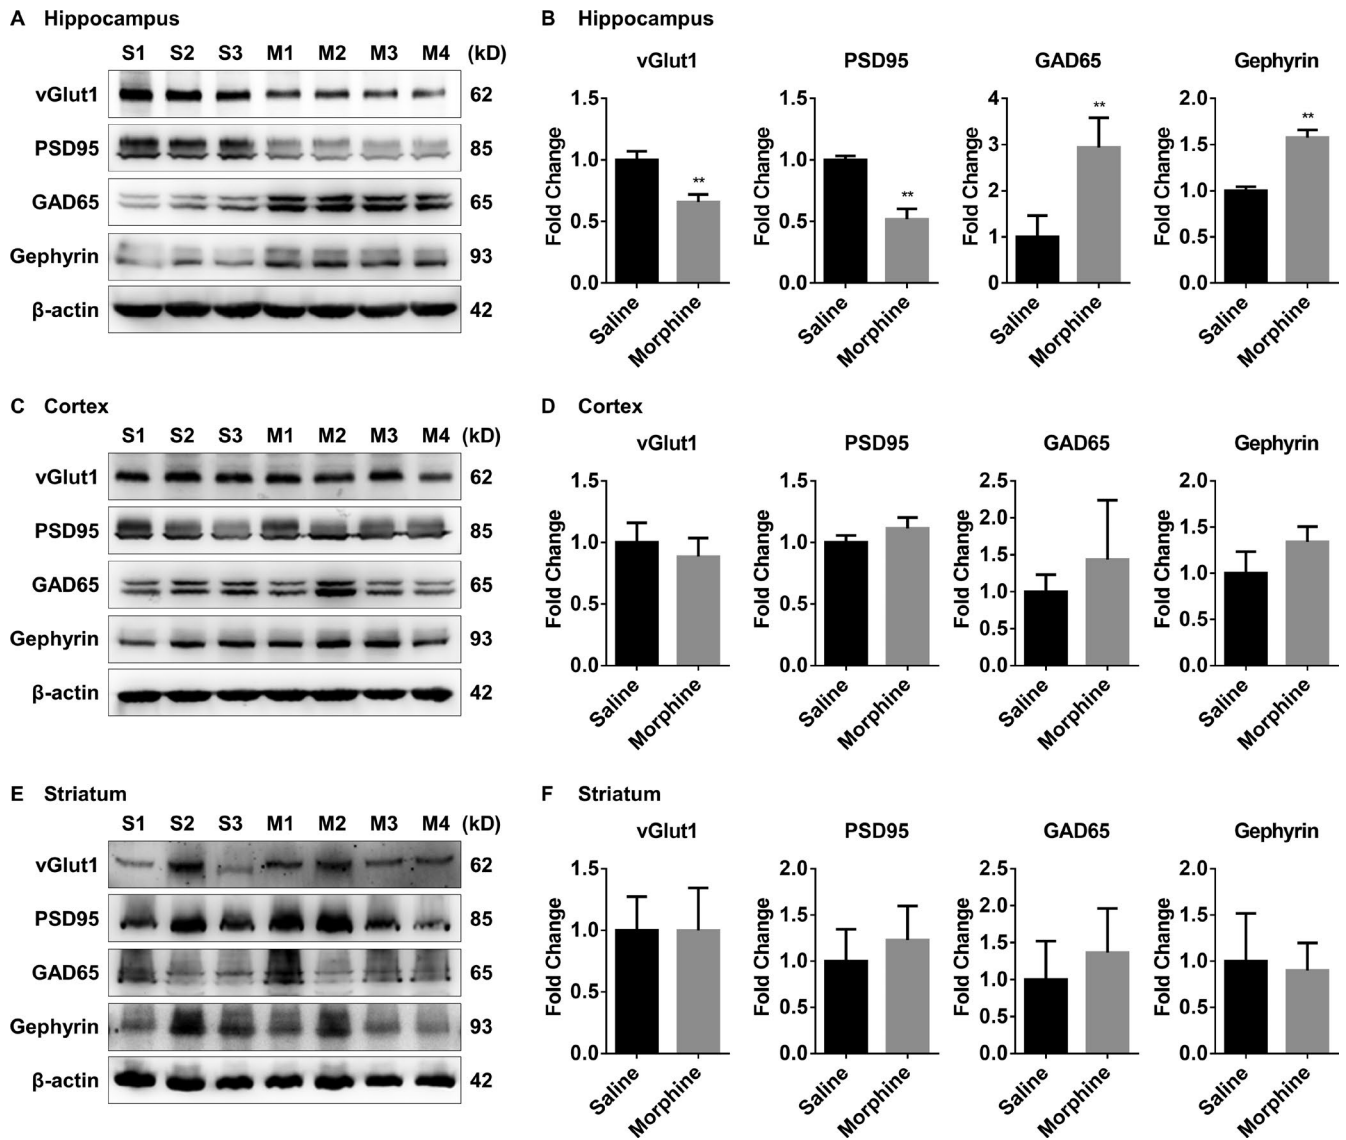 A Hippocampus
S1 S2 S3 M1 M2 M3 M4 (kD)
vGlut1 62
PSD95 85
GAD65 65
Gephyrin 93
β-actin 42
B Hippocampus
vGlut1
Fold Change
1.5
1.0
0.5
0.0
**
Saline
Morphine
PSD95
Fold Change
1.5
1.0
0.5
0.0
**
Saline
Morphine
GAD65
Fold Change
4
3
2
1
0
**
Saline
Morphine
Gephyrin
Fold Change
2.0
1.5
1.0
0.5
0.0
**
Saline
Morphine
C Cortex
S1 S2 S3 M1 M2 M3 M4 (kD)
vGlut1 62
PSD95 85
GAD65 65
Gephyrin 93
β-actin 42
D Cortex
vGlut1
Fold Change
1.5
1.0
0.5
0.0
Saline
Morphine
PSD95
Fold Change
1.5
1.0
0.5
0.0
Saline
Morphine
GAD65
Fold Change
2.5
2.0
1.5
1.0
0.5
0.0
Saline
Morphine
Gephyrin
Fold Change
2.0
1.5
1.0
0.5
0.0
Saline
Morphine
E Striatum
S1 S2 S3 M1 M2 M3 M4 (kD)
vGlut1 62
PSD95 85
GAD65 65
Gephyrin 93
β-actin 42
F Striatum
vGlut1
Fold Change
1.5
1.0
0.5
0.0
Saline
Morphine
PSD95
Fold Change
2.0
1.5
1.0
0.5
0.0
Saline
Morphine
GAD65
Fold Change
2.5
2.0
1.5
1.0
0.5
0.0
Saline
Morphine
Gephyrin
Fold Change
2.0
1.5
1.0
0.5
0.0
Saline
Morphine